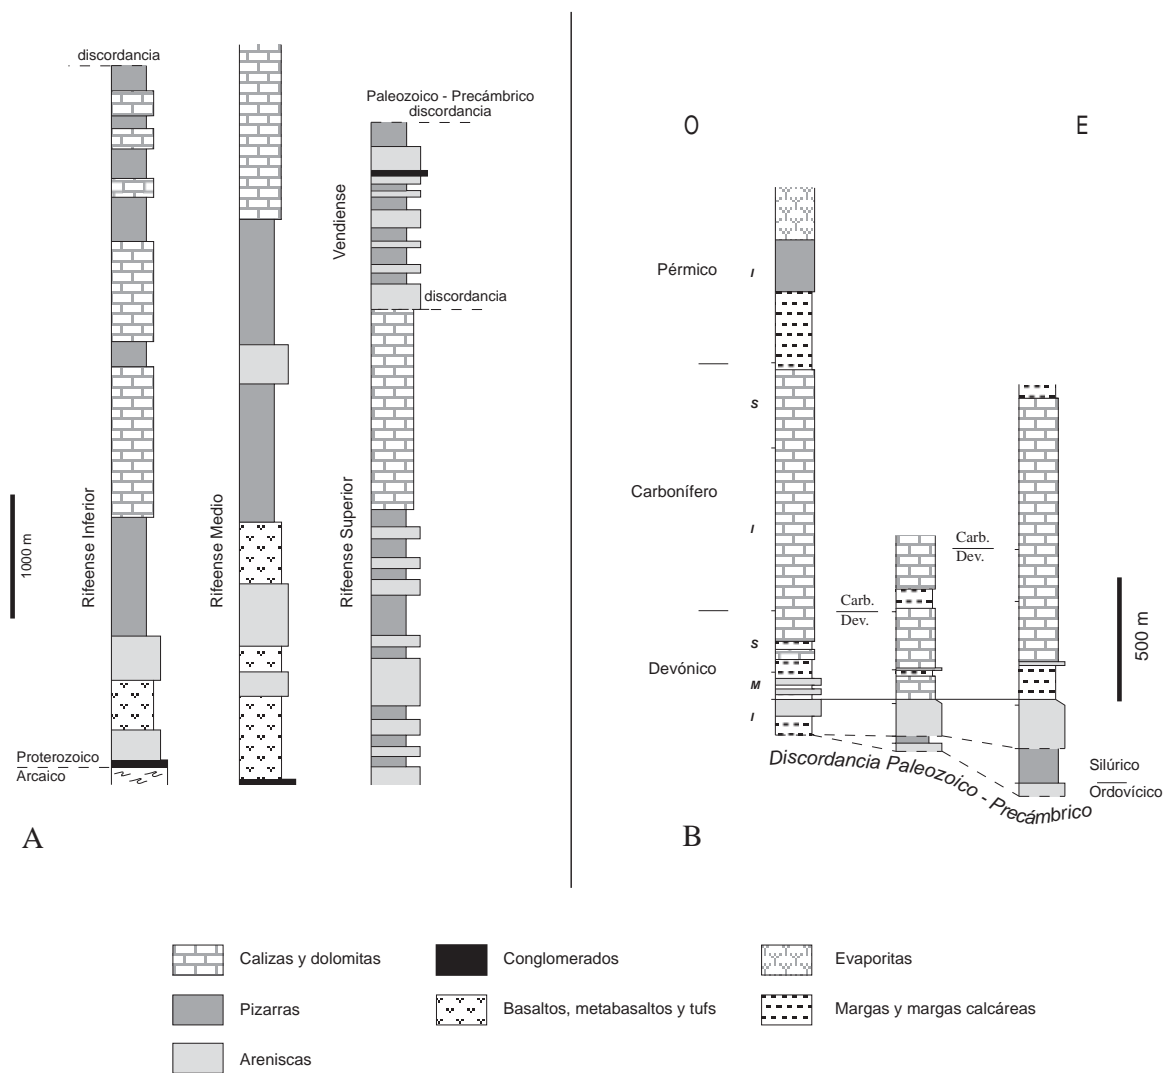 discordancia
Paleozoico - Precámbrico
discordancia
Vendiense
discordancia
1000 m
Rifeense Inferior
Rifeense Medio
Rifeense Superior
Proterozoico
Arcaico
A
O
E
Pérmico
I
S
Carbonífero
I
Carb.
Dev.
Carb.
Dev.
S
Devónico
M
I
500 m
Discordancia Paleozoico - Precámbrico
Silúrico
Ordovícico
B
Calizas y dolomitas
Conglomerados
Evaporitas
Pizarras
Basaltos, metabasaltos y tufs
Margas y margas calcáreas
Areniscas